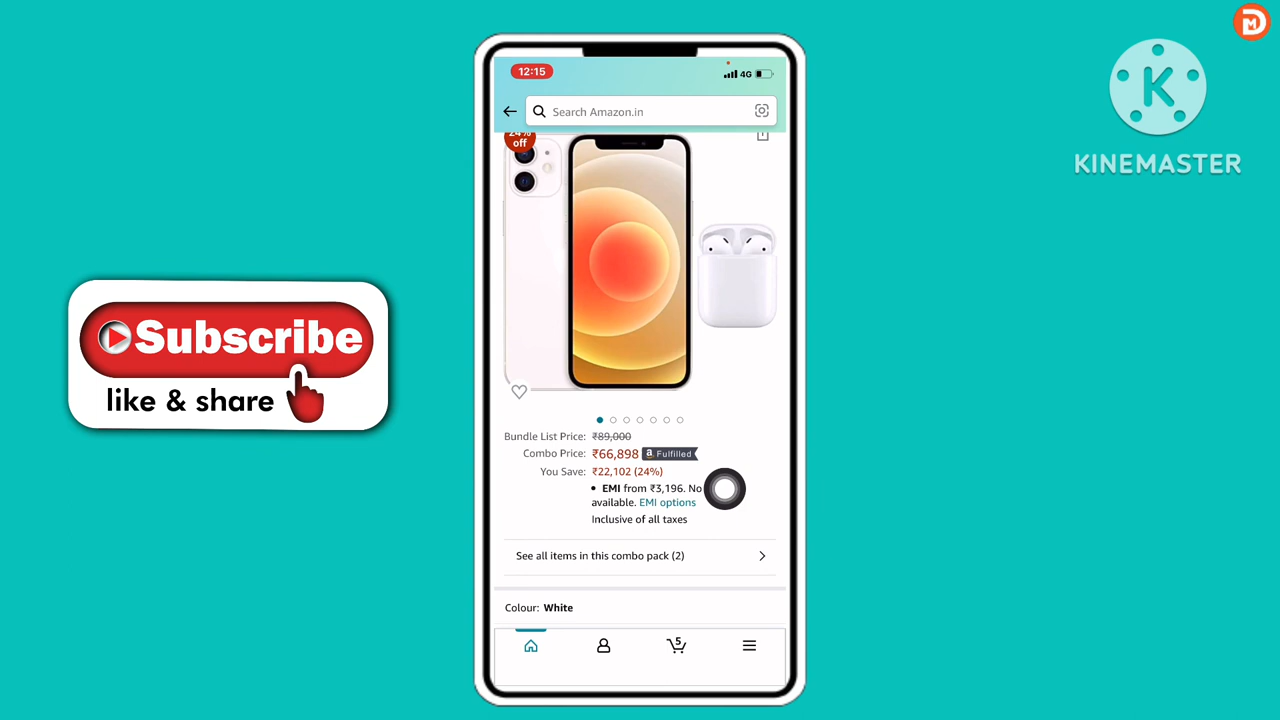 12:15
4G
Search Amazon.in
24% off
Bundle List Price: ₹89,000
Combo Price: ₹66,898 a Fulfilled
You Save: ₹22,102 (24%)
• EMI from ₹3,196. No
available. EMI options
Inclusive of all taxes
See all items in this combo pack (2)
Colour: White
5
Subscribe
like & share
K
KINEMASTER
DM